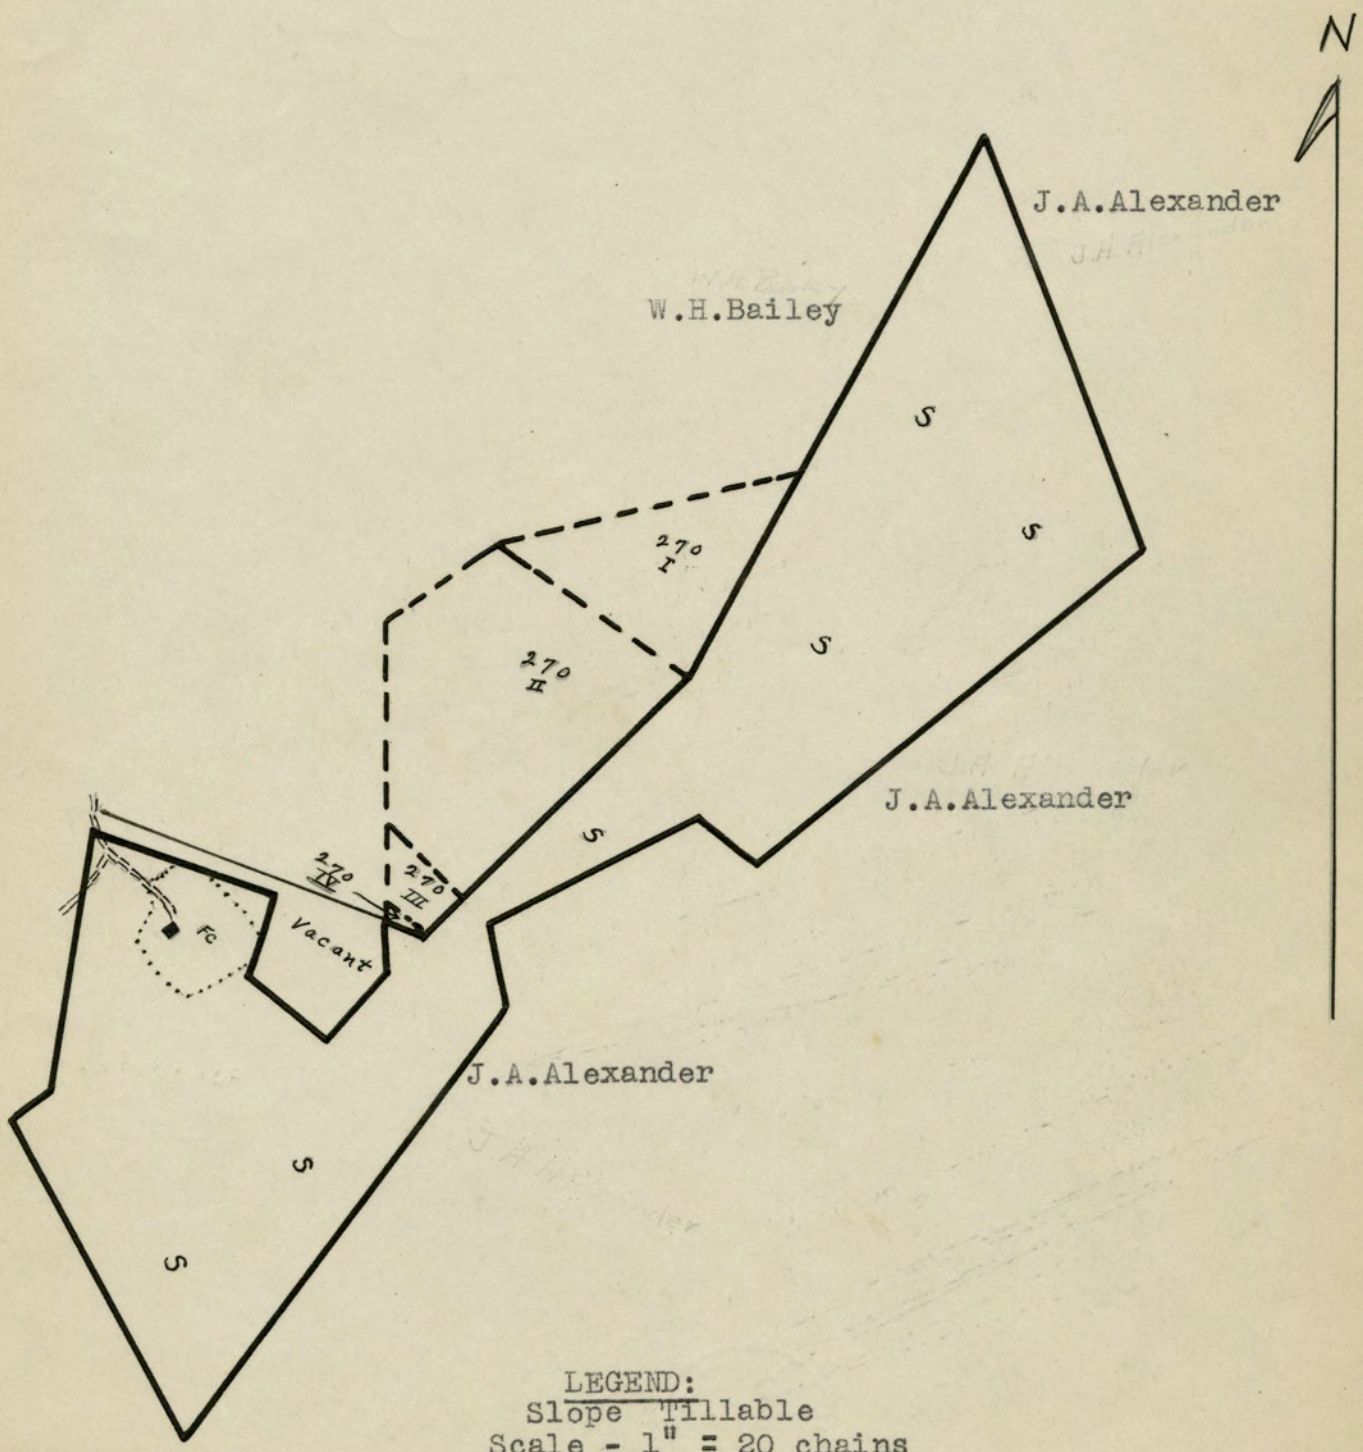 N
J.A.Alexander
W.H.Bailey
S
S
270
I
S
270
II
J.A.Alexander
S
270
IV
270
III
FC
Vacant
J.A.Alexander
S
S
LEGEND:
Slope Tillable
Scale - 1" = 20 chains